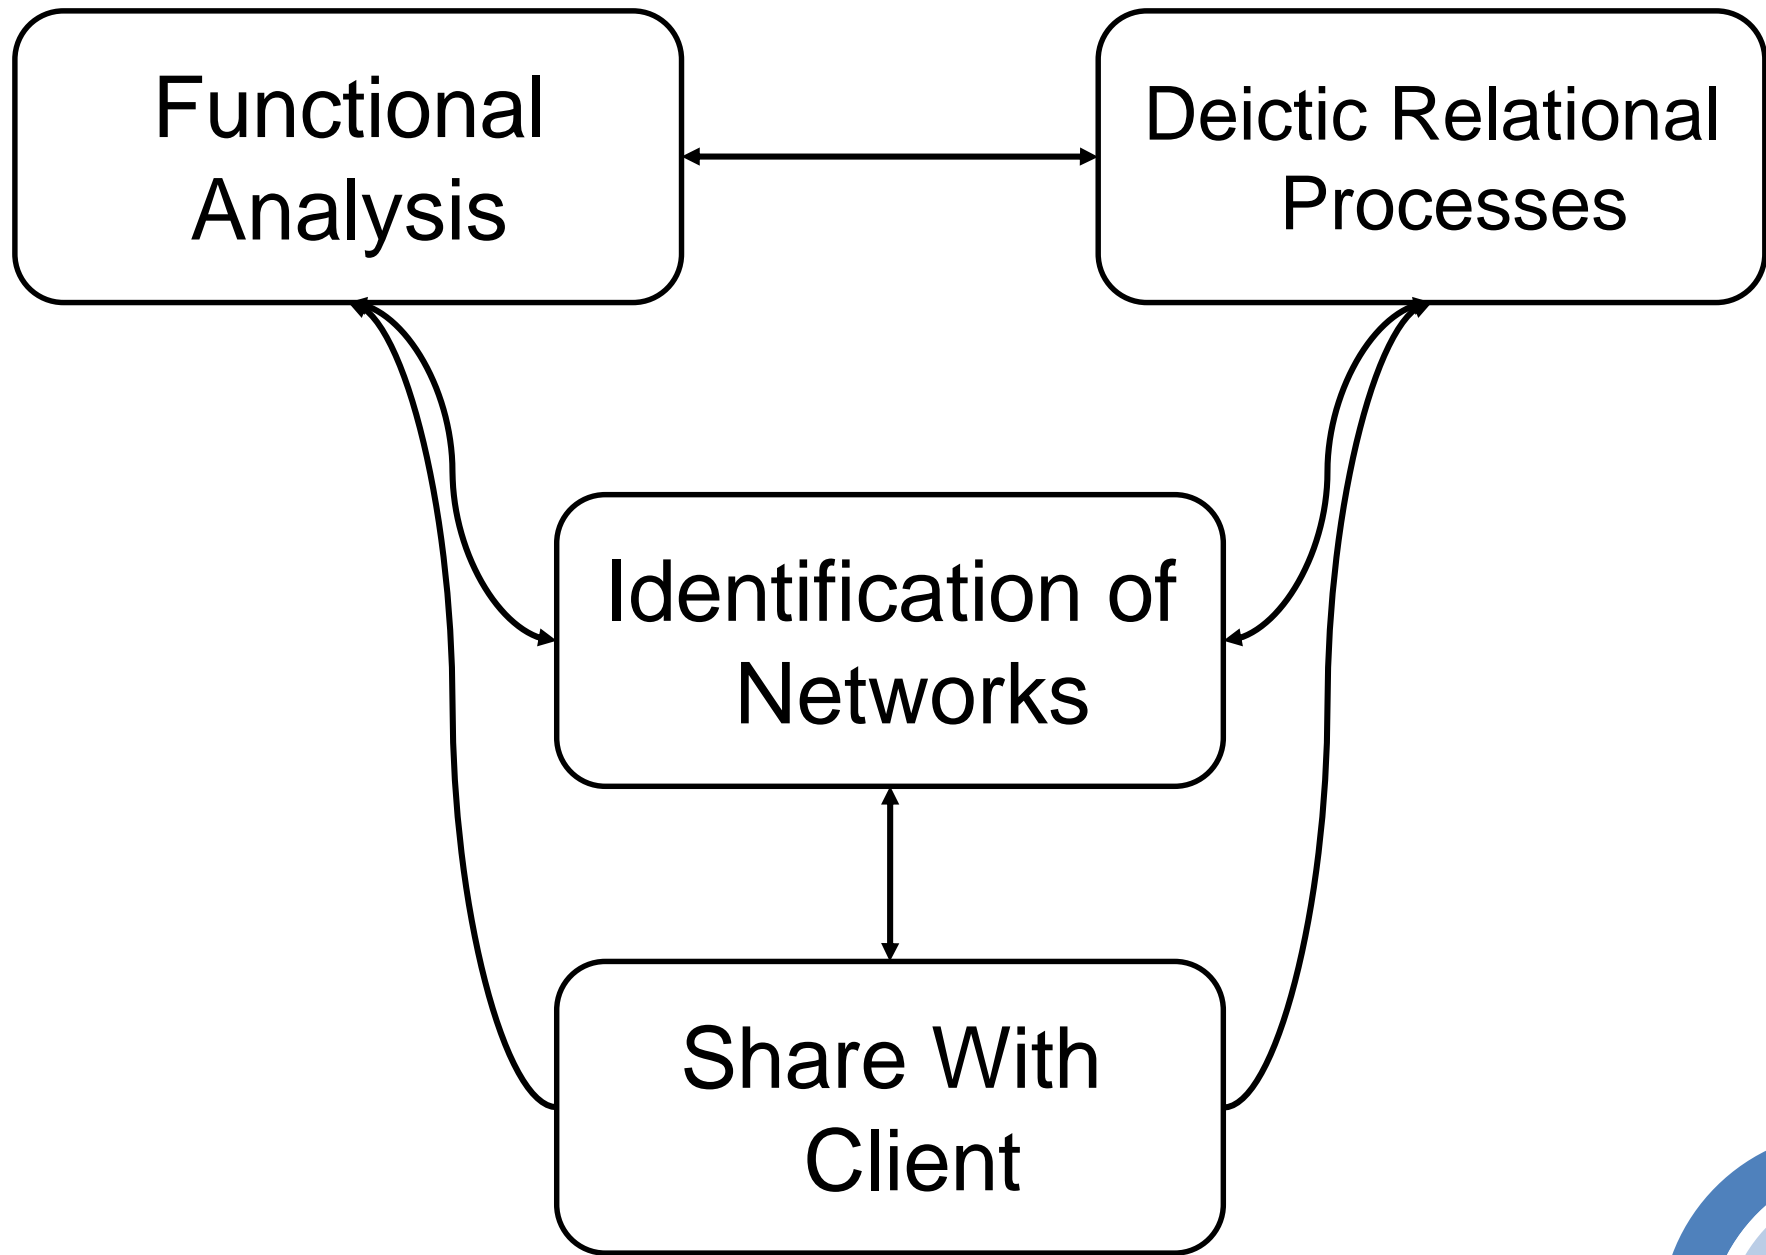 Functional
Analysis
Deictic Relational
Processes
Identification of
Networks
Share With
Client